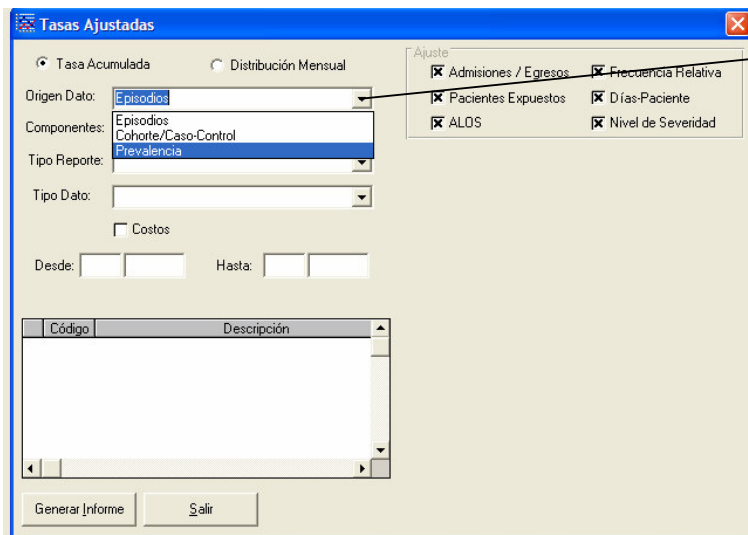 Tasas Ajustadas
Tasa Acumulada Distribución Mensual
Origen Dato: Episodios
Episodios
Cohorte/Caso-Control
Prevalencia
Componentes:
Tipo Reporte:
Tipo Dato:
Costos
Desde: Hasta:
Código Descripción
Generar Informe Salir
Ajuste
Admisiones / Egresos Frecuencia Relativa
Pacientes Expuestos Días-Paciente
ALOS Nivel de Severidad